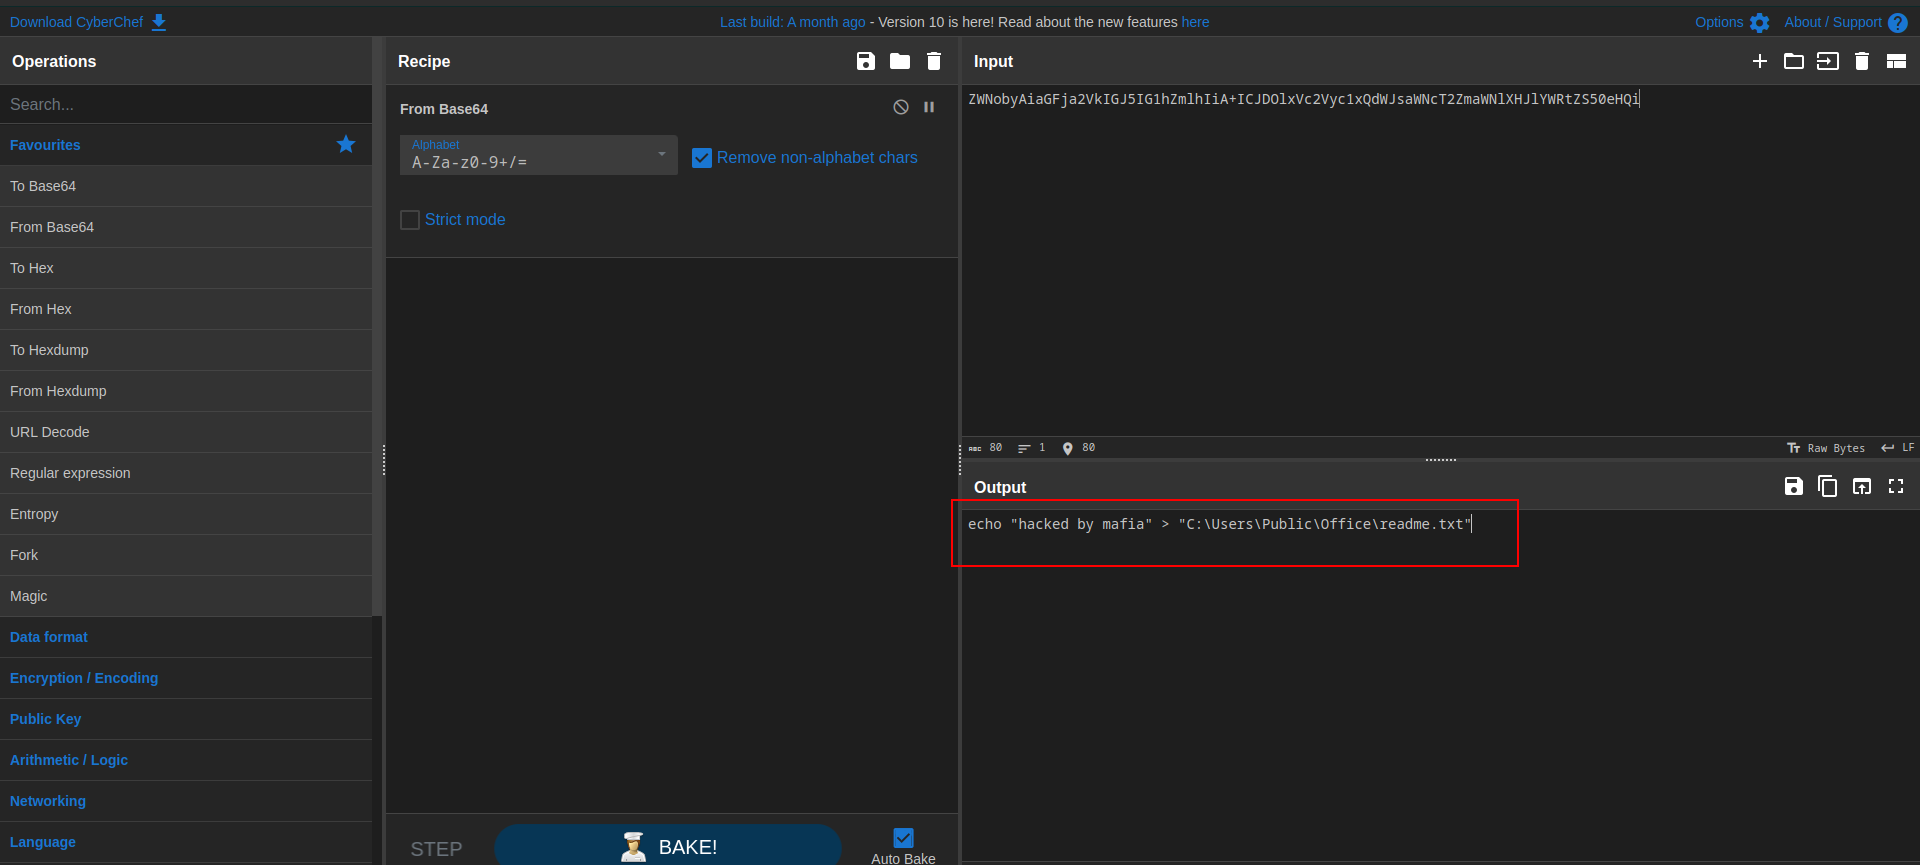 Download CyberChef
Last build: A month ago - Version 10 is here! Read about the new features here
Options
About / Support
Operations
Search...
Favourites
To Base64
From Base64
To Hex
From Hex
To Hexdump
From Hexdump
URL Decode
Regular expression
Entropy
Fork
Magic
Data format
Encryption / Encoding
Public Key
Arithmetic / Logic
Networking
Language
Recipe
From Base64
Alphabet
A-Za-z0-9+/=
Remove non-alphabet chars
Strict mode
STEP
BAKE!
Auto Bake
Input
ZWNobyAiaGFja2VkIGJ5IG1hZmlhIiA+ICJDOlxVc2Vyc1xQdWJsaWNcT2ZmaWNlXHJlYWRtZS50eHQi
ABC 80 1 80
Tт Raw Bytes LF
Output
echo "hacked by mafia" > "C:\Users\Public\Office\readme.txt"